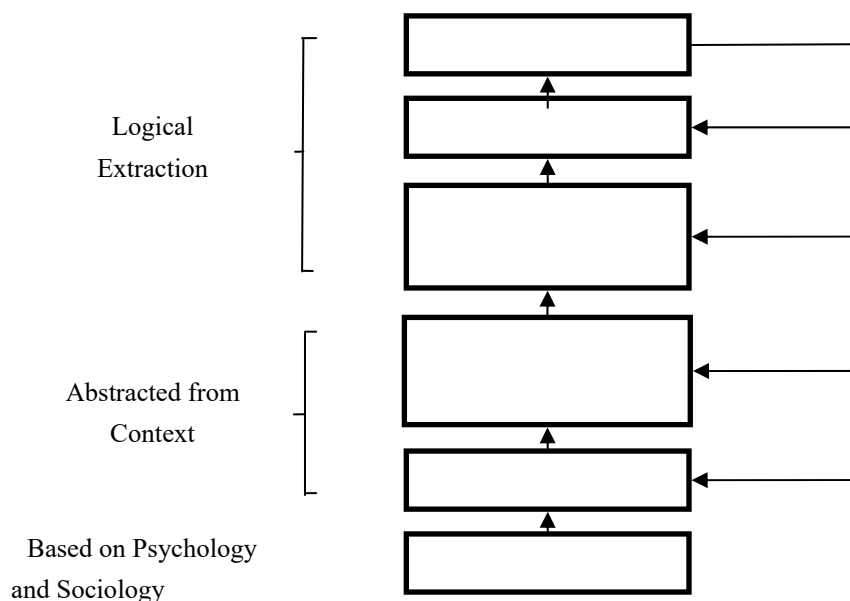 Logical
Extraction
Abstracted from
Context
Based on Psychology
and Sociology